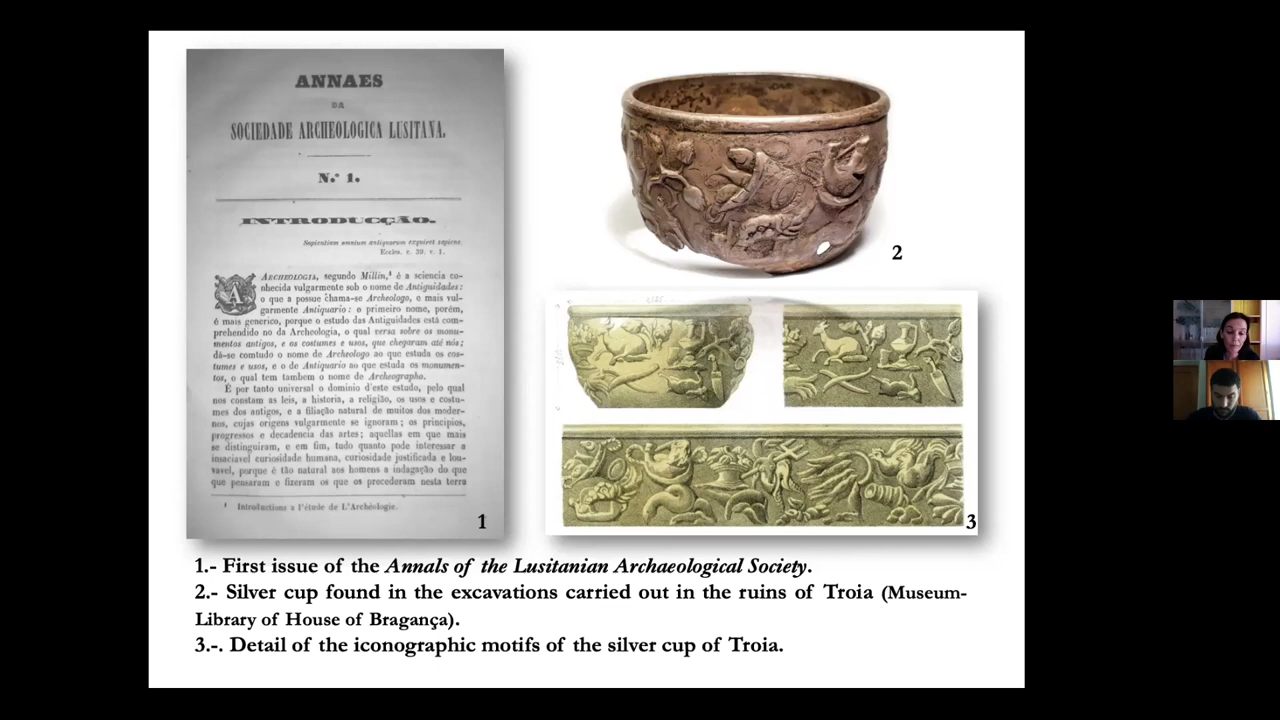 ANNAES
DA
SOCIEDADE ARCHEOLOGICA LUSITANA.
N.º 1.
INTRODUCÇÃO.
Sapientiam omnium antiquorum exquiret sapiens.
Eccles. c. 39. v. 1.
ARCHEOLOGIA, segundo Millin,¹ é a sciencia co-
nhecida vulgarmente sob o nome de Antiguidades:
o que a possue chama-se Archeologo, e mais vul-
garmente Antiquario: o primeiro nome, porém,
é mais generico, porque o estudo das Antiguidades está com-
prehendido no da Archeologia, o qual versa sobre os monu-
mentos antigos, e os costumes e usos, que chegaram até nós;
dá-se comtudo o nome de Archeologo ao que estuda os cos-
tumes e usos, e o de Antiquario ao que estuda os monumen-
tos, o qual tem tambem o nome de Archeographo.
É por tanto universal o dominio d'este estudo, pelo qual
nos constam as leis, a historia, a religião, os usos e costu-
mes dos antigos, e a filiação natural de muitos dos moder-
nos, cujas origens vulgarmente se ignoram; os principios,
progressos e decadencia das artes; aquellas em que mais
se distinguiram, e em fim, tudo quanto pode interessar a
insaciavel curiosidade humana, curiosidade justificada e lou-
vavel, porque é tão natural aos homens a indagação do que
que pensaram e fizeram os que os precederam nesta terra
¹ Introductions a l'étude de L'Archéologie.
1
2
3
1.- First issue of the Annals of the Lusitanian Archaeological Society.
2.- Silver cup found in the excavations carried out in the ruins of Troia (Museum-
Library of House of Bragança).
3.-. Detail of the iconographic motifs of the silver cup of Troia.